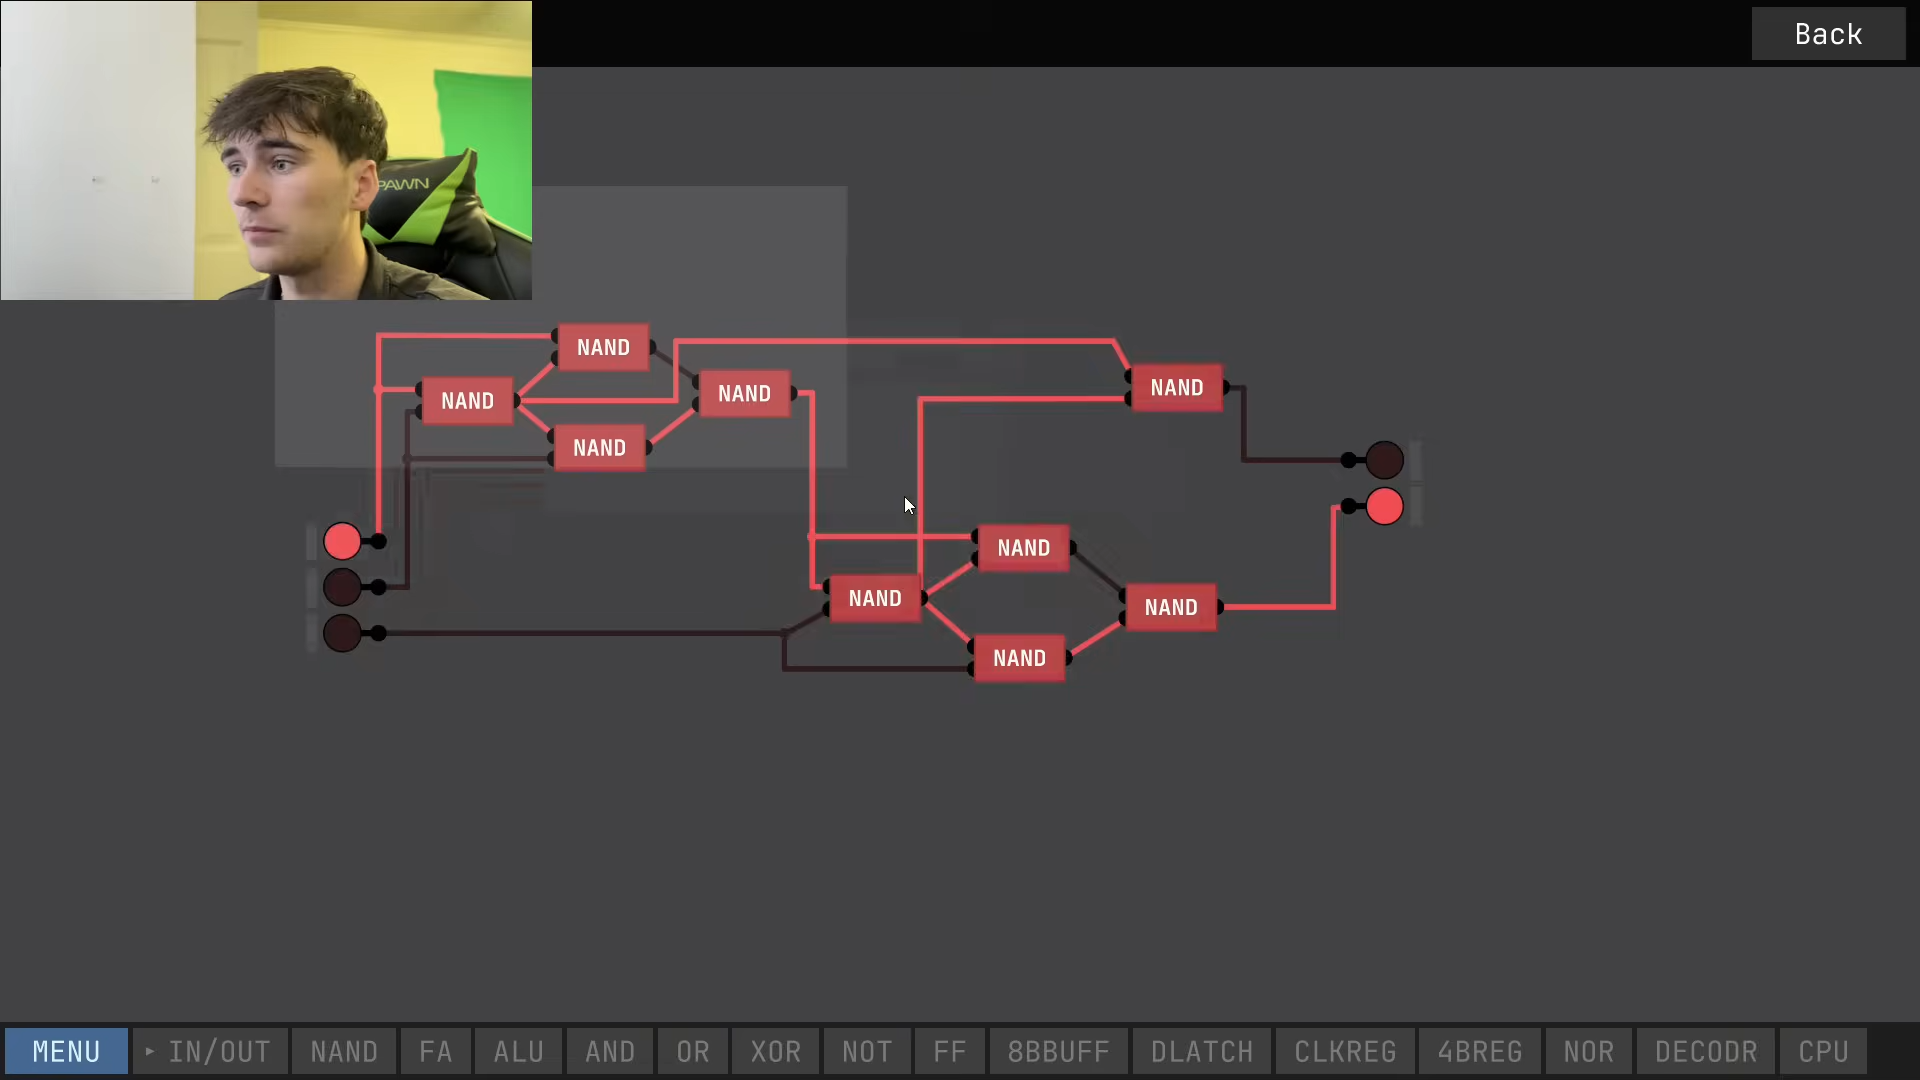 Back
PAWN
NAND
NAND
NAND
NAND
NAND
NAND
NAND
NAND
NAND
MENU
▸ IN/OUT
NAND
FA
ALU
AND
OR
XOR
NOT
FF
8BBUFF
DLATCH
CLKREG
4BREG
NOR
DECODR
CPU